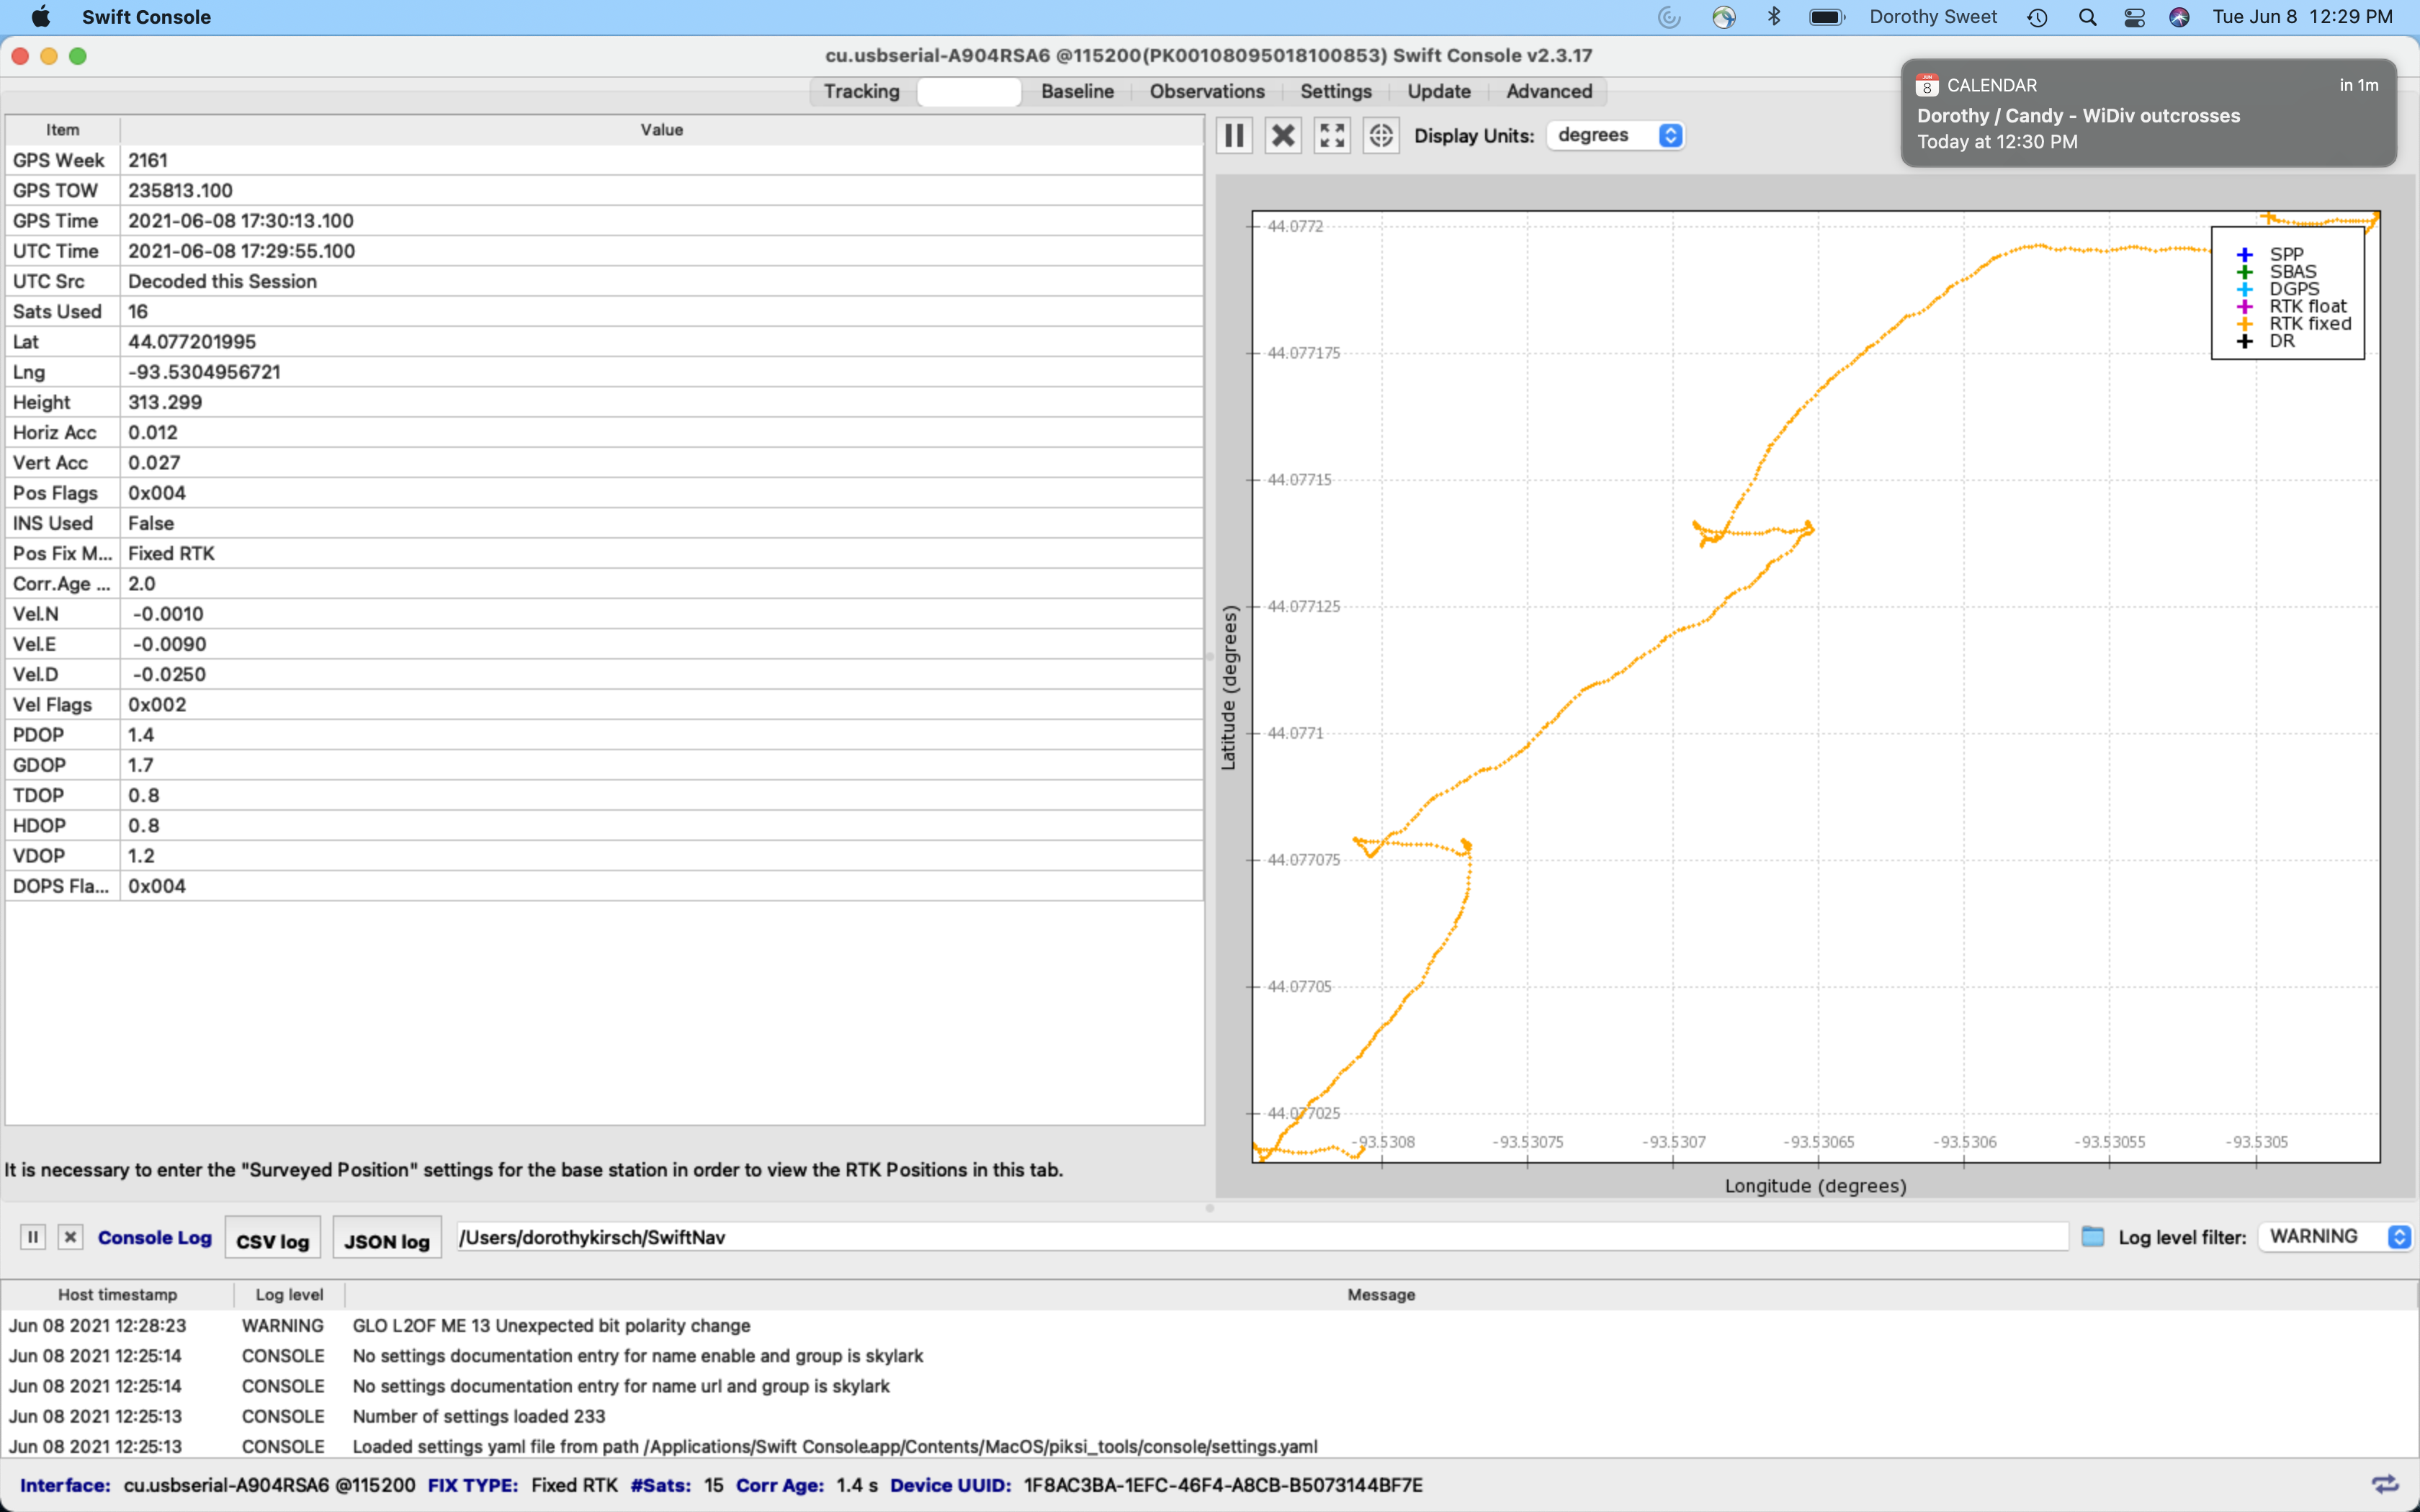 Swift Console
Dorothy Sweet
Tue Jun 8 12:29 PM
cu.usbserial-A904RSA6 @115200(PK00108095018100853) Swift Console v2.3.17
Tracking
Baseline
Observations
Settings
Update
Advanced
JUN
8
CALENDAR
in 1m
Dorothy / Candy - WiDiv outcrosses
Today at 12:30 PM
Item Value
GPS Week 2161
GPS TOW 235813.100
GPS Time 2021-06-08 17:30:13.100
UTC Time 2021-06-08 17:29:55.100
UTC Src Decoded this Session
Sats Used 16
Lat 44.077201995
Lng -93.5304956721
Height 313.299
Horiz Acc 0.012
Vert Acc 0.027
Pos Flags 0x004
INS Used False
Pos Fix M... Fixed RTK
Corr.Age ... 2.0
Vel.N -0.0010
Vel.E -0.0090
Vel.D -0.0250
Vel Flags 0x002
PDOP 1.4
GDOP 1.7
TDOP 0.8
HDOP 0.8
VDOP 1.2
DOPS Fla... 0x004
It is necessary to enter the "Surveyed Position" settings for the base station in order to view the RTK Positions in this tab.
Display Units: degrees
44.0772
44.077175
44.07715
44.077125
44.0771
44.077075
44.07705
44.077025
Latitude (degrees)
SPP
SBAS
DGPS
RTK float
RTK fixed
DR
-93.5308 -93.53075 -93.5307 -93.53065 -93.5306 -93.53055 -93.5305
Longitude (degrees)
Console Log CSV log JSON log /Users/dorothykirsch/SwiftNav Log level filter: WARNING
Host timestamp Log level Message
Jun 08 2021 12:28:23 WARNING GLO L2OF ME 13 Unexpected bit polarity change
Jun 08 2021 12:25:14 CONSOLE No settings documentation entry for name enable and group is skylark
Jun 08 2021 12:25:14 CONSOLE No settings documentation entry for name url and group is skylark
Jun 08 2021 12:25:13 CONSOLE Number of settings loaded 233
Jun 08 2021 12:25:13 CONSOLE Loaded settings yaml file from path /Applications/Swift Console.app/Contents/MacOS/piksi_tools/console/settings.yaml
Interface: cu.usbserial-A904RSA6 @115200 FIX TYPE: Fixed RTK #Sats: 15 Corr Age: 1.4 s Device UUID: 1F8AC3BA-1EFC-46F4-A8CB-B5073144BF7E